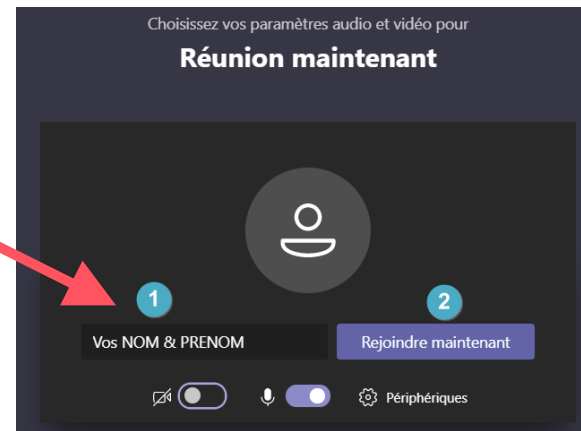 Choisissez vos paramètres audio et vidéo pour
Réunion maintenant
1
2
Vos NOM & PRENOM
Rejoindre maintenant
Périphériques